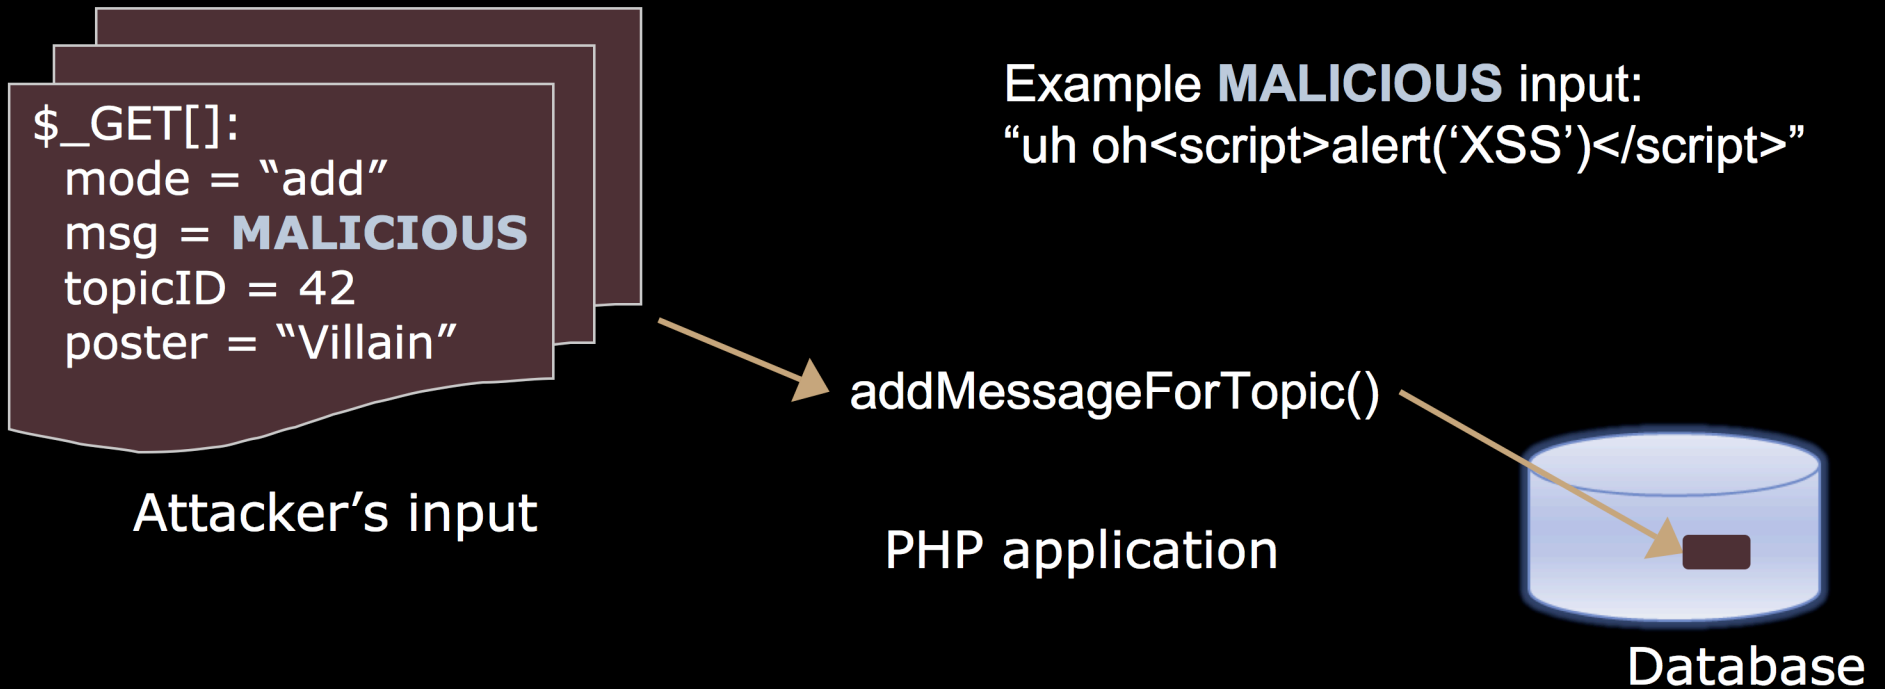 $_GET[]:
mode = “add”
msg = MALICIOUS
topicID = 42
poster = “Villain”
Attacker’s input
Example MALICIOUS input:
“uh oh<script>alert(‘XSS’)</script>”
addMessageForTopic()
PHP application
Database